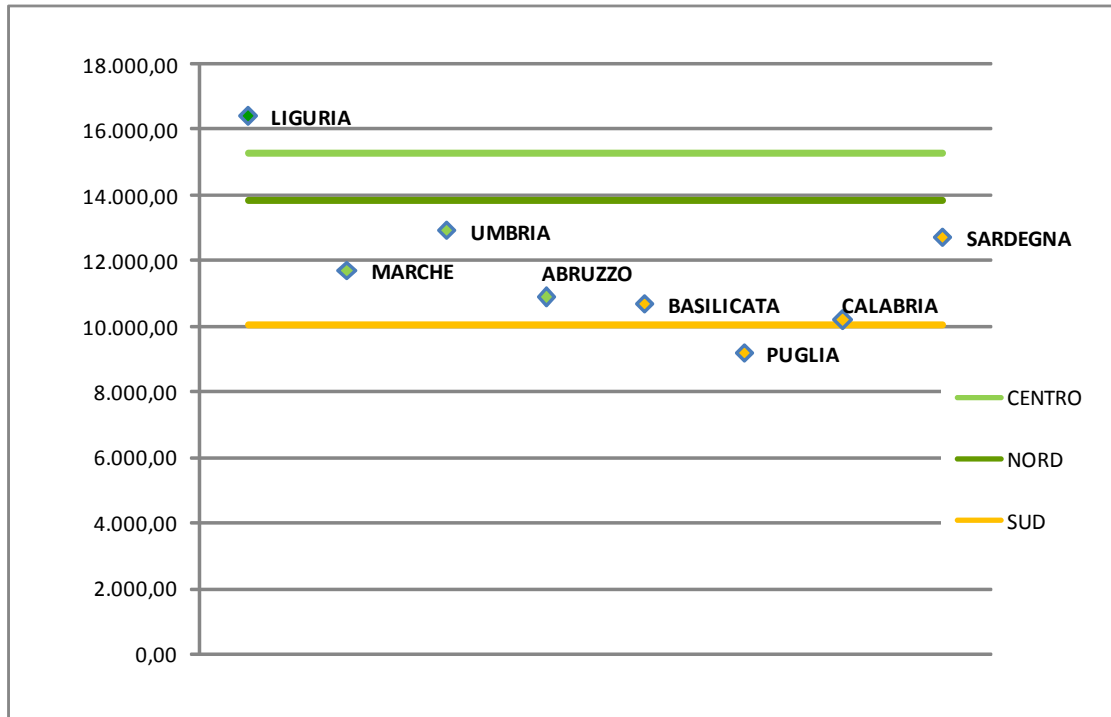 18.000,00
16.000,00
14.000,00
12.000,00
10.000,00
8.000,00
6.000,00
4.000,00
2.000,00
0,00
LIGURIA
UMBRIA
SARDEGNA
MARCHE
ABRUZZO
BASILICATA
CALABRIA
PUGLIA
CENTRO
NORD
SUD